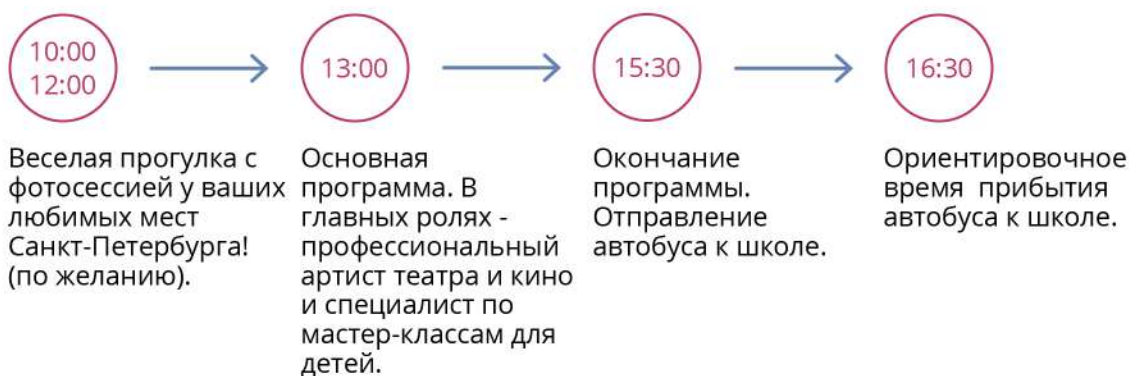 10:00
12:00
13:00
15:30
16:30
Веселая прогулка с
фотосессией у ваших
любимых мест
Санкт-Петербурга!
(по желанию).
Основная
программа. В
главных ролях -
профессиональный
артист театра и кино
и специалист по
мастер-классам для
детей.
Окончание
программы.
Отправление
автобуса к школе.
Ориентировочное
время прибытия
автобуса к школе.